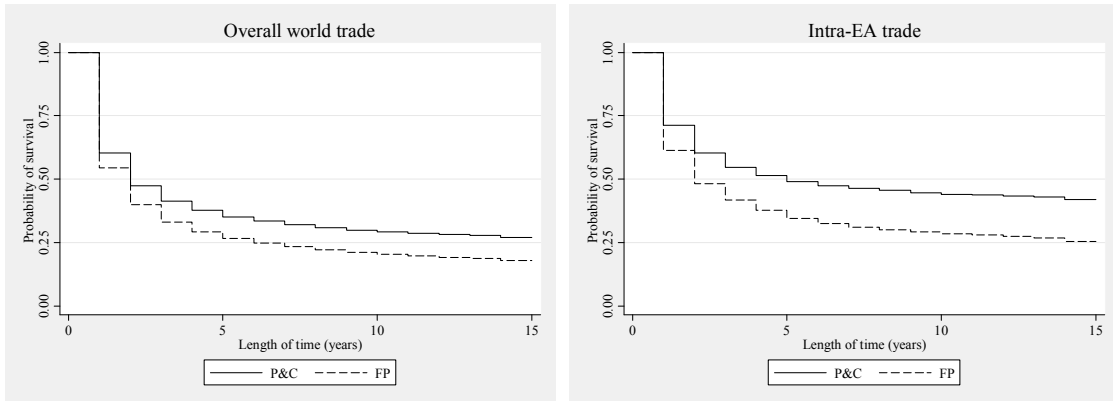 Overall world trade
Probability of survival
1.00
0.75
0.50
0.25
0.00
0 5 10 15
Length of time (years)
P&C FP
Intra-EA trade
Probability of survival
1.00
0.75
0.50
0.25
0.00
0 5 10 15
Length of time (years)
P&C FP